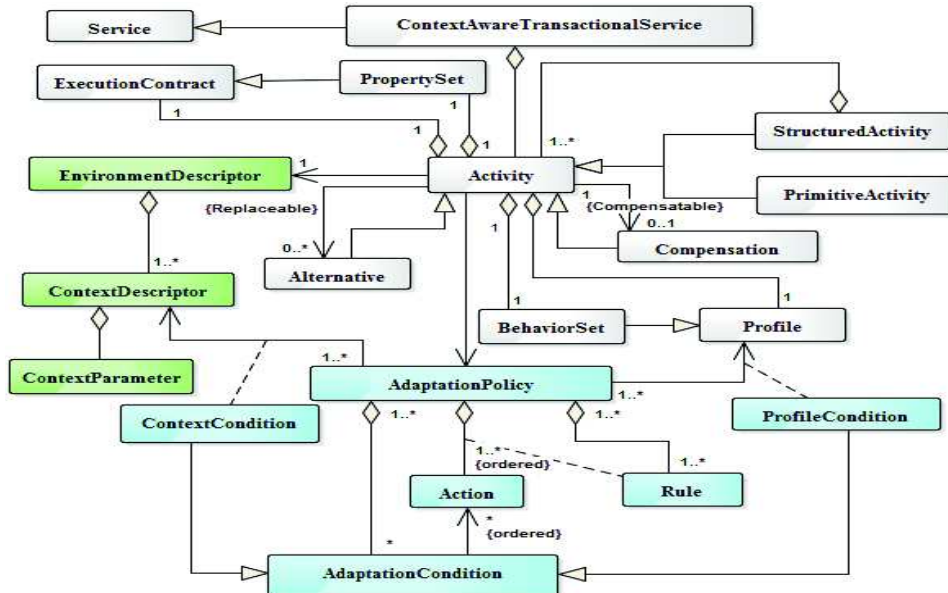 Service
ContextAwareTransactionalService
ExecutionContract
PropertySet
1
1
1
1
1..*
StructuredActivity
EnvironmentDescriptor
1
Activity
PrimitiveActivity
{Replaceable}
1
1
{Compensatable}
0..*
0..1
Alternative
Compensation
1..*
ContextDescriptor
1
1
BehaviorSet
Profile
1..*
ContextParameter
AdaptationPolicy
1..*
ContextCondition
1..*
1..*
ProfileCondition
1..*
{ordered}
1..*
Action
Rule
*
{ordered}
*
AdaptationCondition